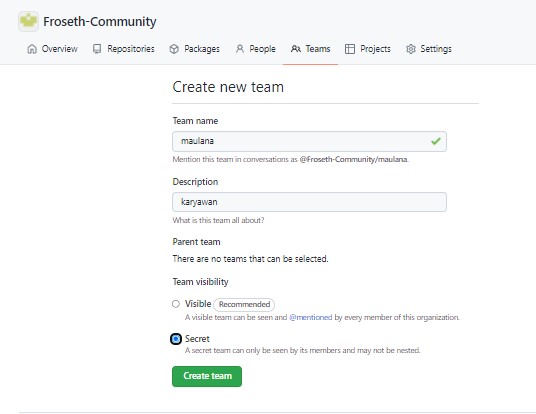 Froseth-Community
Overview Repositories Packages People Teams Projects Settings
Create new team
Team name
maulana
Mention this team in conversations as @Froseth-Community/maulana.
Description
karyawan
What is this team all about?
Parent team
There are no teams that can be selected.
Team visibility
Visible Recommended
A visible team can be seen and @mentioned by every member of this organization.
Secret
A secret team can only be seen by its members and may not be nested.
Create team